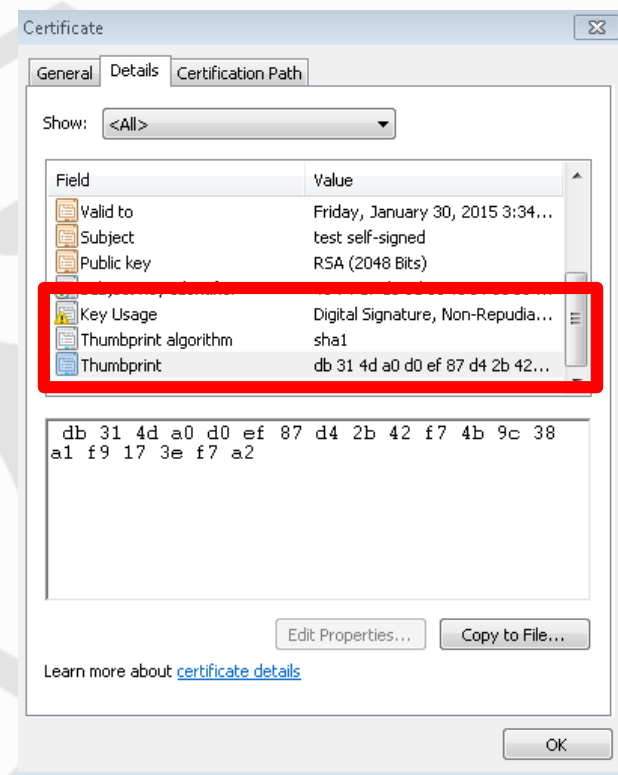 Certificate
General Details Certification Path
Show: <All>
Field Value
Valid to Friday, January 30, 2015 3:34...
Subject test self-signed
Public key RSA (2048 Bits)
Key Usage Digital Signature, Non-Repudia...
Thumbprint algorithm sha1
Thumbprint db 31 4d a0 d0 ef 87 d4 2b 42...
db 31 4d a0 d0 ef 87 d4 2b 42 f7 4b 9c 38
a1 f9 17 3e f7 a2
Edit Properties... Copy to File...
Learn more about certificate details
OK